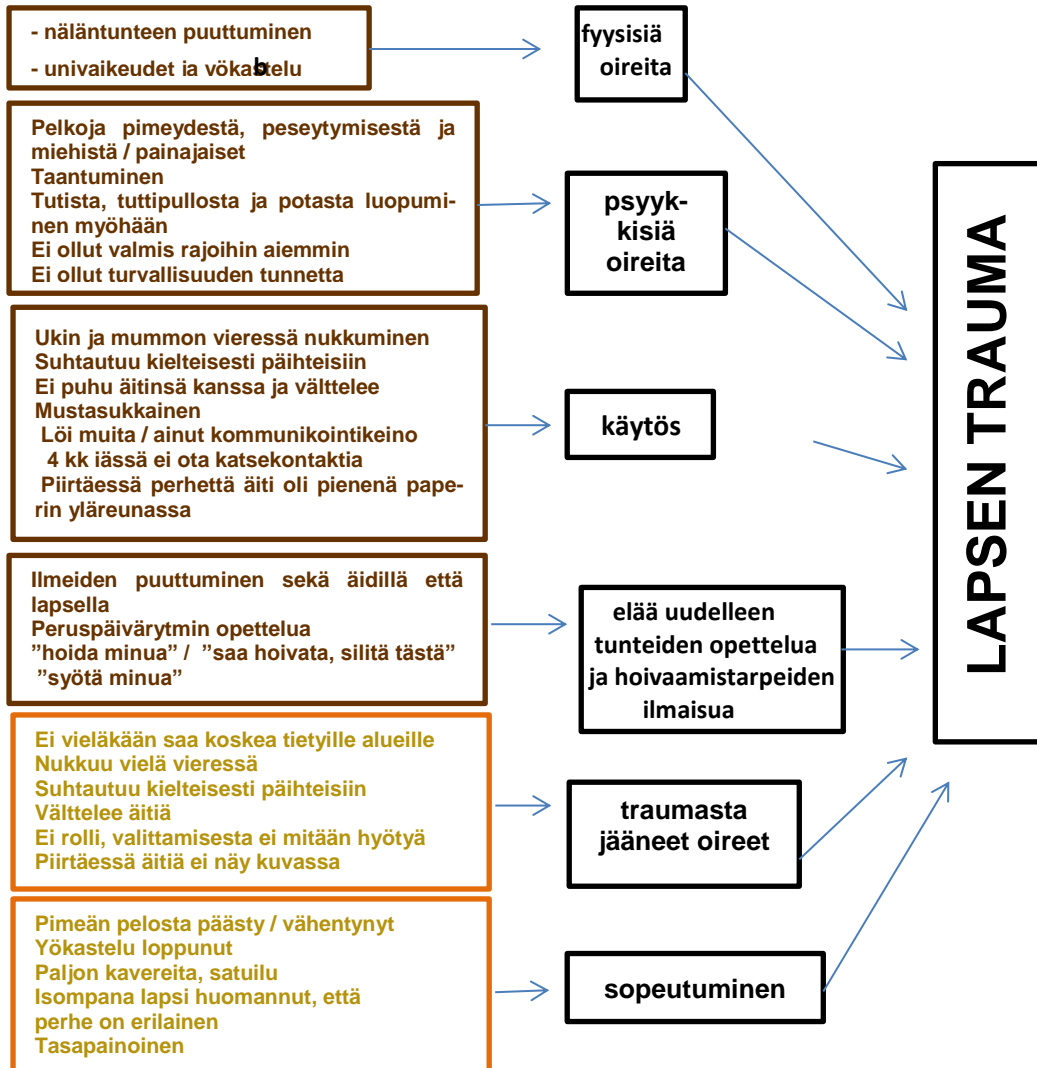 - näläntunteen puuttuminen
- univaikeudet ja yökastelu
b
fyysisiä
oireita
Pelkoja pimeydestä, peseytymisestä ja
miehistä / painajaiset
Taantuminen
Tutista, tuttipullosta ja potasta luopumi-
nen myöhään
Ei ollut valmis rajoihin aiemmin
Ei ollut turvallisuuden tunnetta
psyyk-
kisiä
oireita
Ukin ja mummon vieressä nukkuminen
Suhtautuu kielteisesti päihteisiin
Ei puhu äitinsä kanssa ja välttelee
Mustasukkainen
Löi muita / ainut kommunikointikeino
4 kk iässä ei ota katsekontaktia
Piirtäessä perhettä äiti oli pienenä pape-
rin yläreunassa
käytös
Ilmeiden puuttuminen sekä äidillä että
lapsella
Peruspäivärytmin opettelua
”hoida minua” / ”saa hoivata, silitä tästä”
”syötä minua”
elää uudelleen
tunteiden opettelua
ja hoivaamistarpeiden
ilmaisua
Ei vieläkään saa koskea tietyille alueille
Nukkuu vielä vieressä
Suhtautuu kielteisesti päihteisiin
Välttelee äitiä
Ei rolli, valittamisesta ei mitään hyötyä
Piirtäessä äitiä ei näy kuvassa
traumasta
jääneet oireet
Pimeän pelosta päästy / vähentynyt
Yökastelu loppunut
Paljon kavereita, satuilu
Isompana lapsi huomannut, että
perhe on erilainen
Tasapainoinen
sopeutuminen
LAPSEN TRAUMA